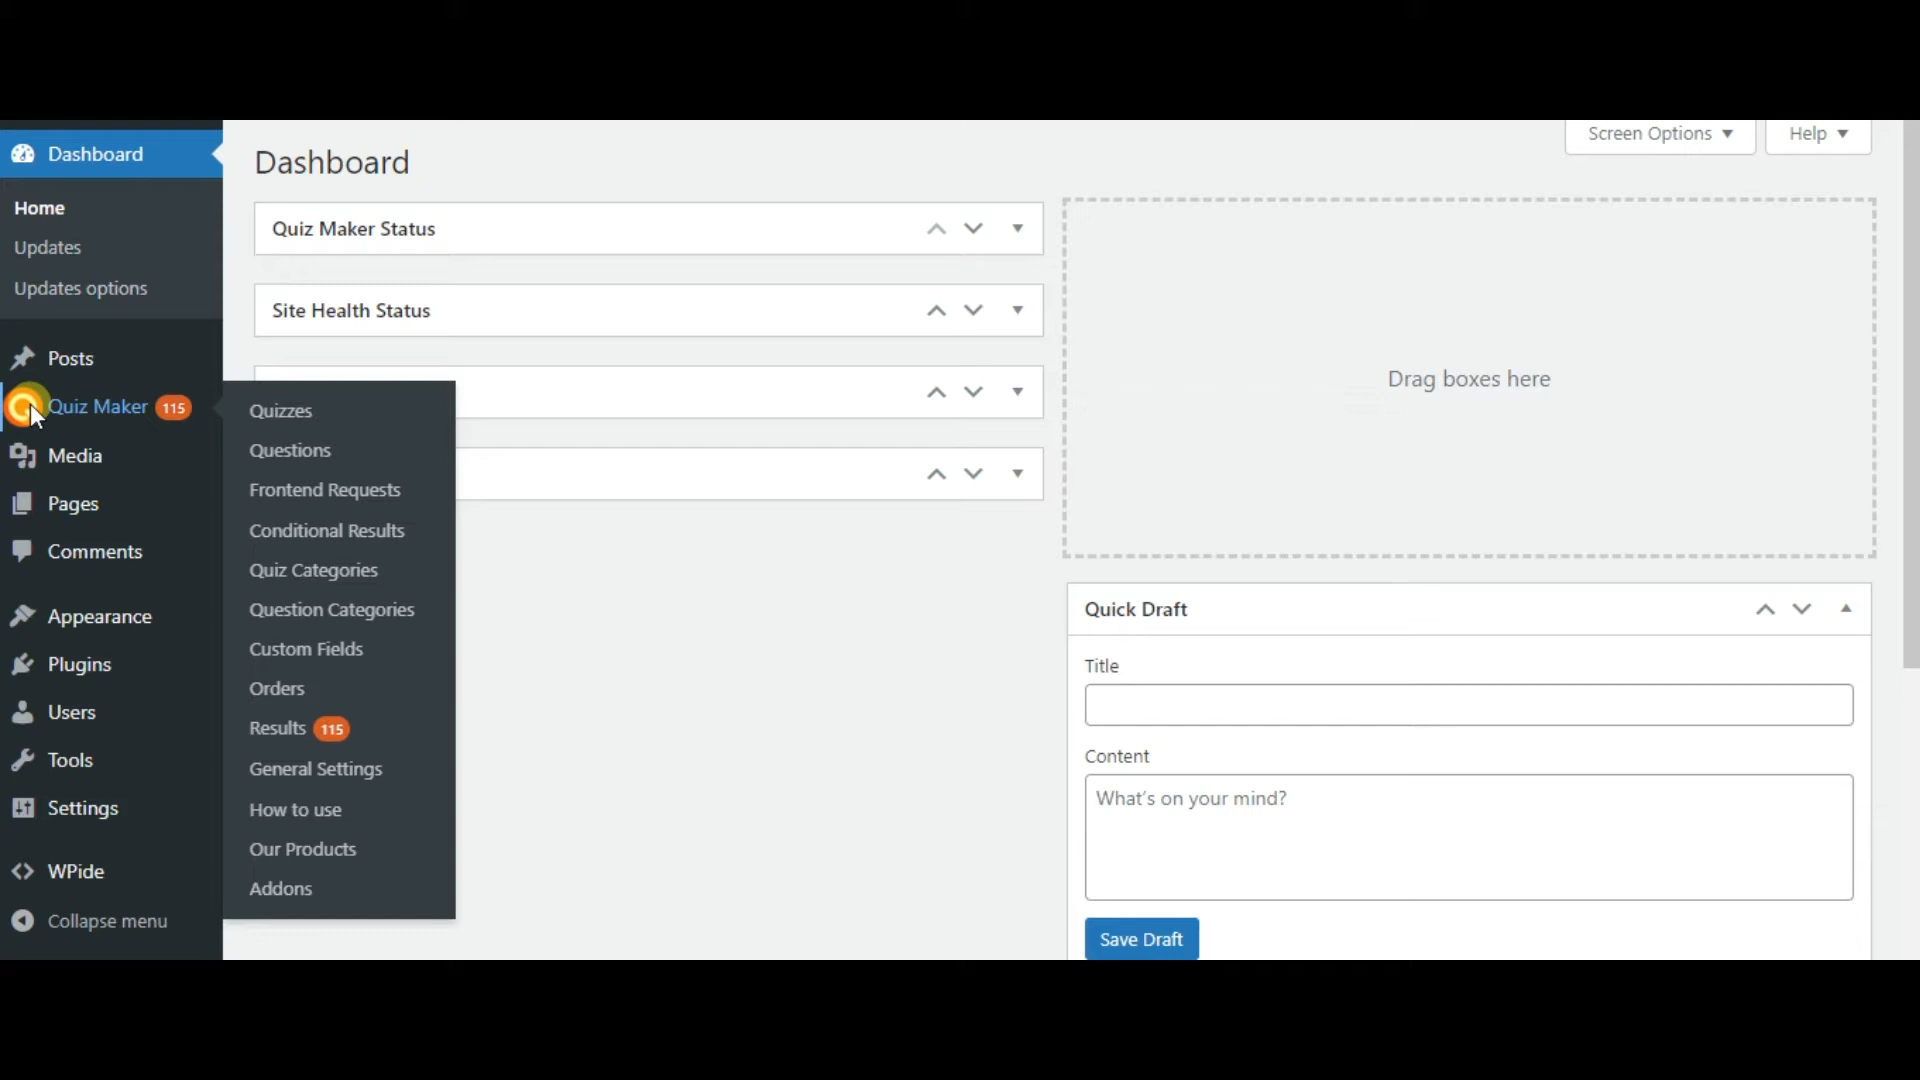 Screen Options
Help
Dashboard
Dashboard
Home
Updates
Updates options
Posts
Quiz Maker 115
Media
Pages
Comments
Appearance
Plugins
Users
Tools
Settings
WPide
Collapse menu
Quizzes
Questions
Frontend Requests
Conditional Results
Quiz Categories
Question Categories
Custom Fields
Orders
Results 115
General Settings
How to use
Our Products
Addons
Quiz Maker Status
Site Health Status
Drag boxes here
Quick Draft
Title
Content
What's on your mind?
Save Draft